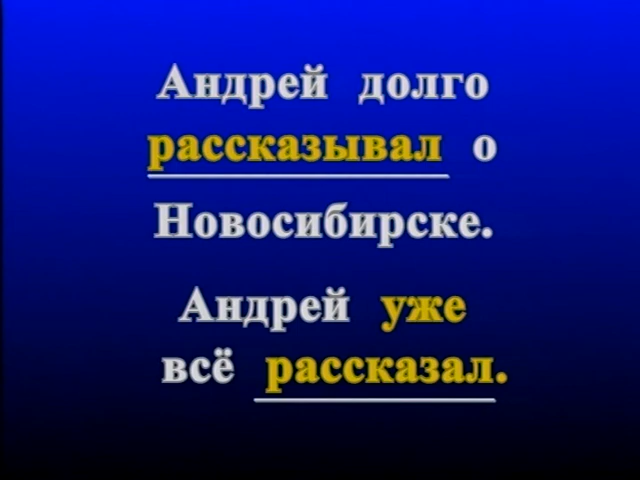 Андрей долго
рассказывал о
Новосибирске.
Андрей уже
всё рассказал.